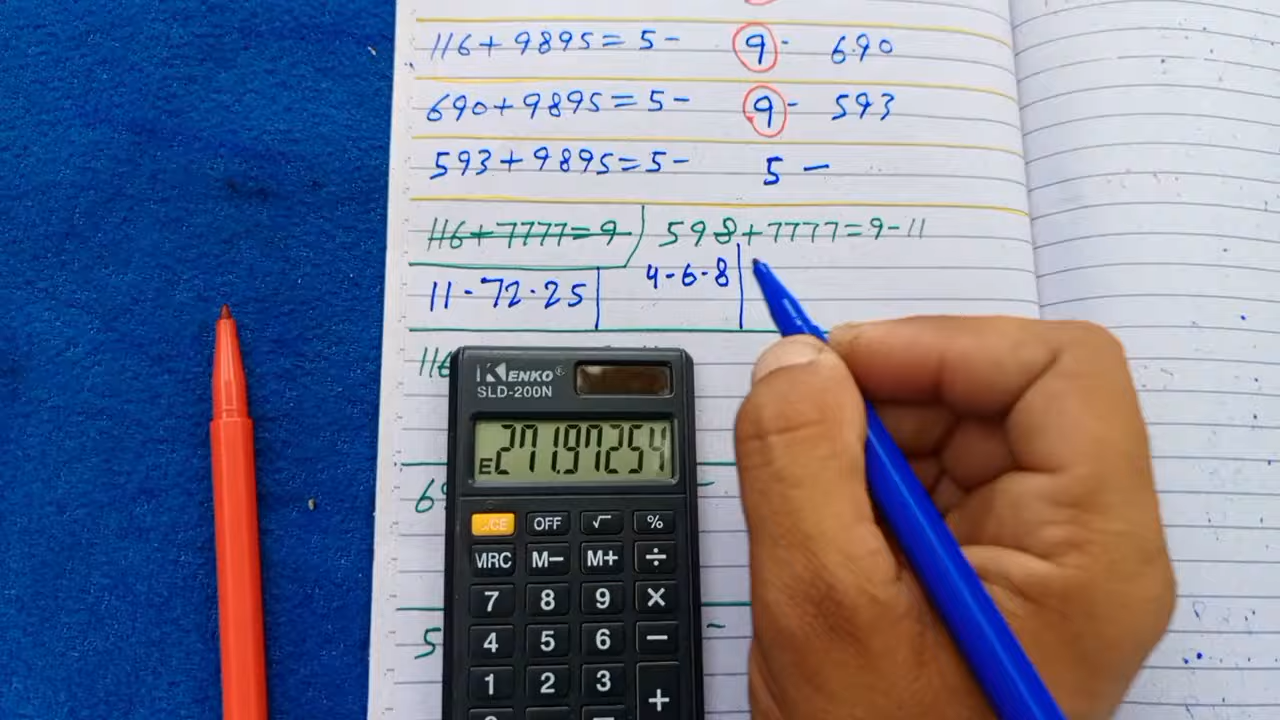 116+9895=5- 9- 690
690+9895=5- 9- 593
593+9895=5- 5-
116+7777=9 598+7777=9-11
11-72-25 4-6-8
KENKO®
SLD-200N
E271.97254
OFF √ %
MRC M- M+ ÷
7 8 9 ×
4 5 6 -
5 -
1 2 3 +